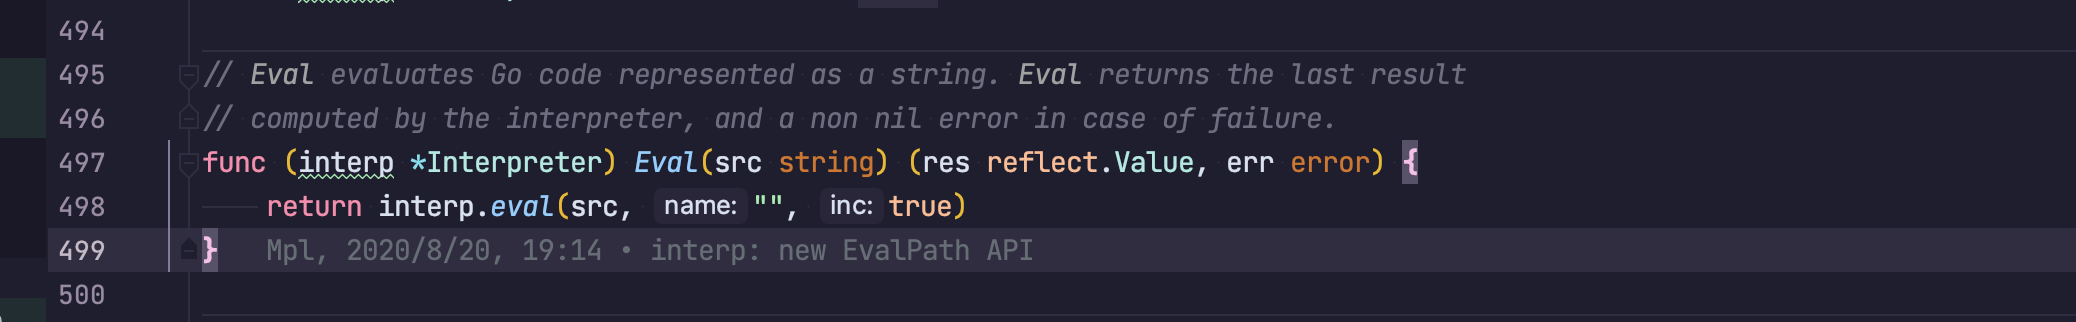 494
495 // Eval evaluates Go code represented as a string. Eval returns the last result
496 // computed by the interpreter, and a non nil error in case of failure.
497 func (interp *Interpreter) Eval(src string) (res reflect.Value, err error) {
498 return interp.eval(src, name: "", inc: true)
499 } Mpl, 2020/8/20, 19:14 • interp: new EvalPath API
500